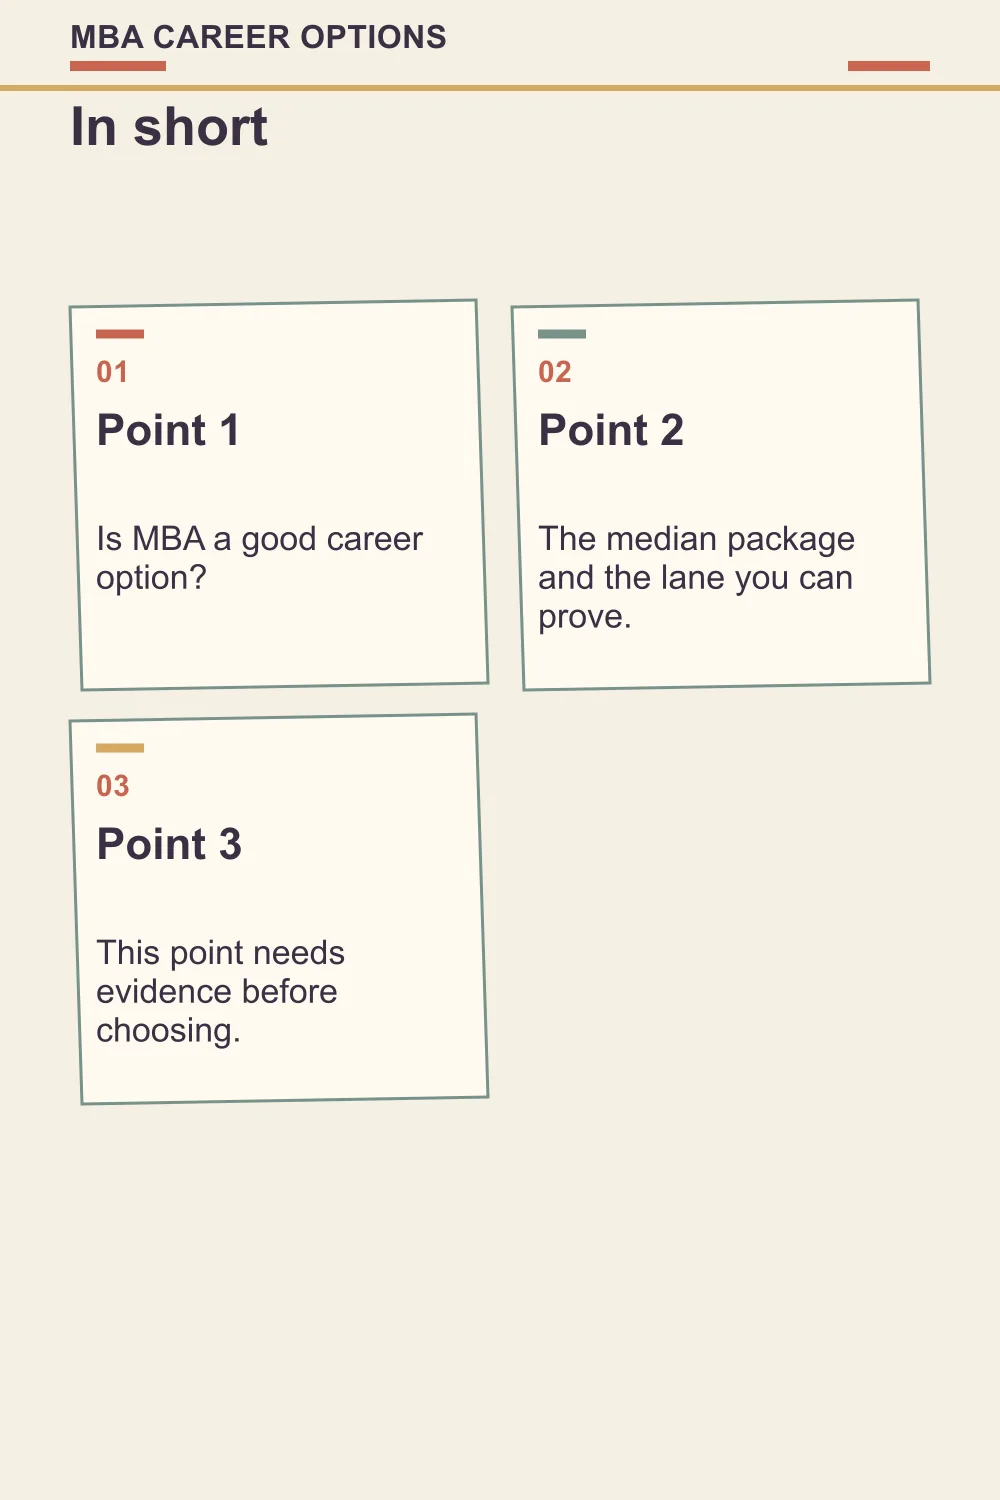 MBA CAREER OPTIONS
In short
01
Point 1
Is MBA a good career
option?
02
Point 2
The median package
and the lane you can
prove.
03
Point 3
This point needs
evidence before
choosing.